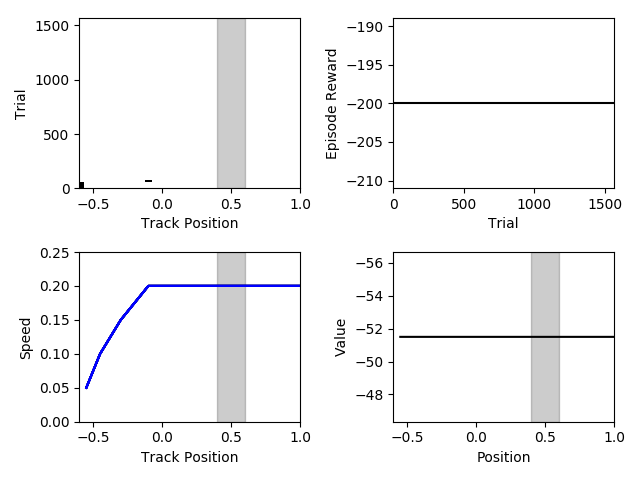 1500
1000
500
0
Trial
−0.5 0.0 0.5 1.0
Track Position
−190
−195
−200
−205
−210
Episode Reward
0 500 1000 1500
Trial
0.25
0.20
0.15
0.10
0.05
0.00
Speed
−0.5 0.0 0.5 1.0
Track Position
−56
−54
−52
−50
−48
Value
−0.5 0.0 0.5 1.0
Position